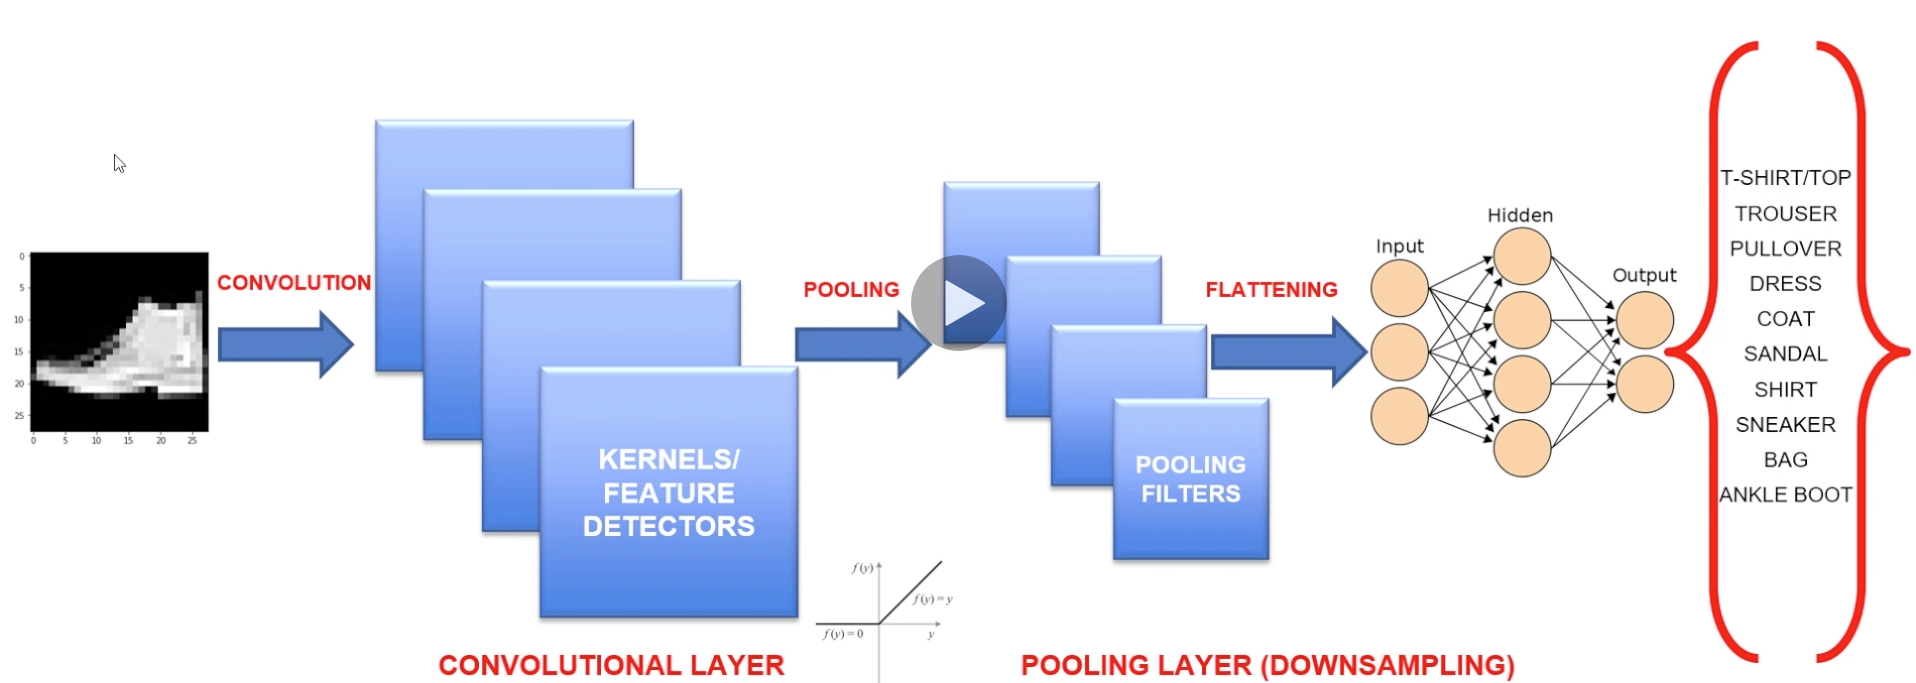 CONVOLUTION
0
5
10
15
20
25
0 5 10 15 20 25
KERNELS/
FEATURE
DETECTORS
f(y)
f(y) = y
f(y) = 0
y
CONVOLUTIONAL LAYER
POOLING
POOLING
FILTERS
POOLING LAYER (DOWNSAMPLING)
FLATTENING
Input
Hidden
Output
T-SHIRT/TOP
TROUSER
PULLOVER
DRESS
COAT
SANDAL
SHIRT
SNEAKER
BAG
ANKLE BOOT